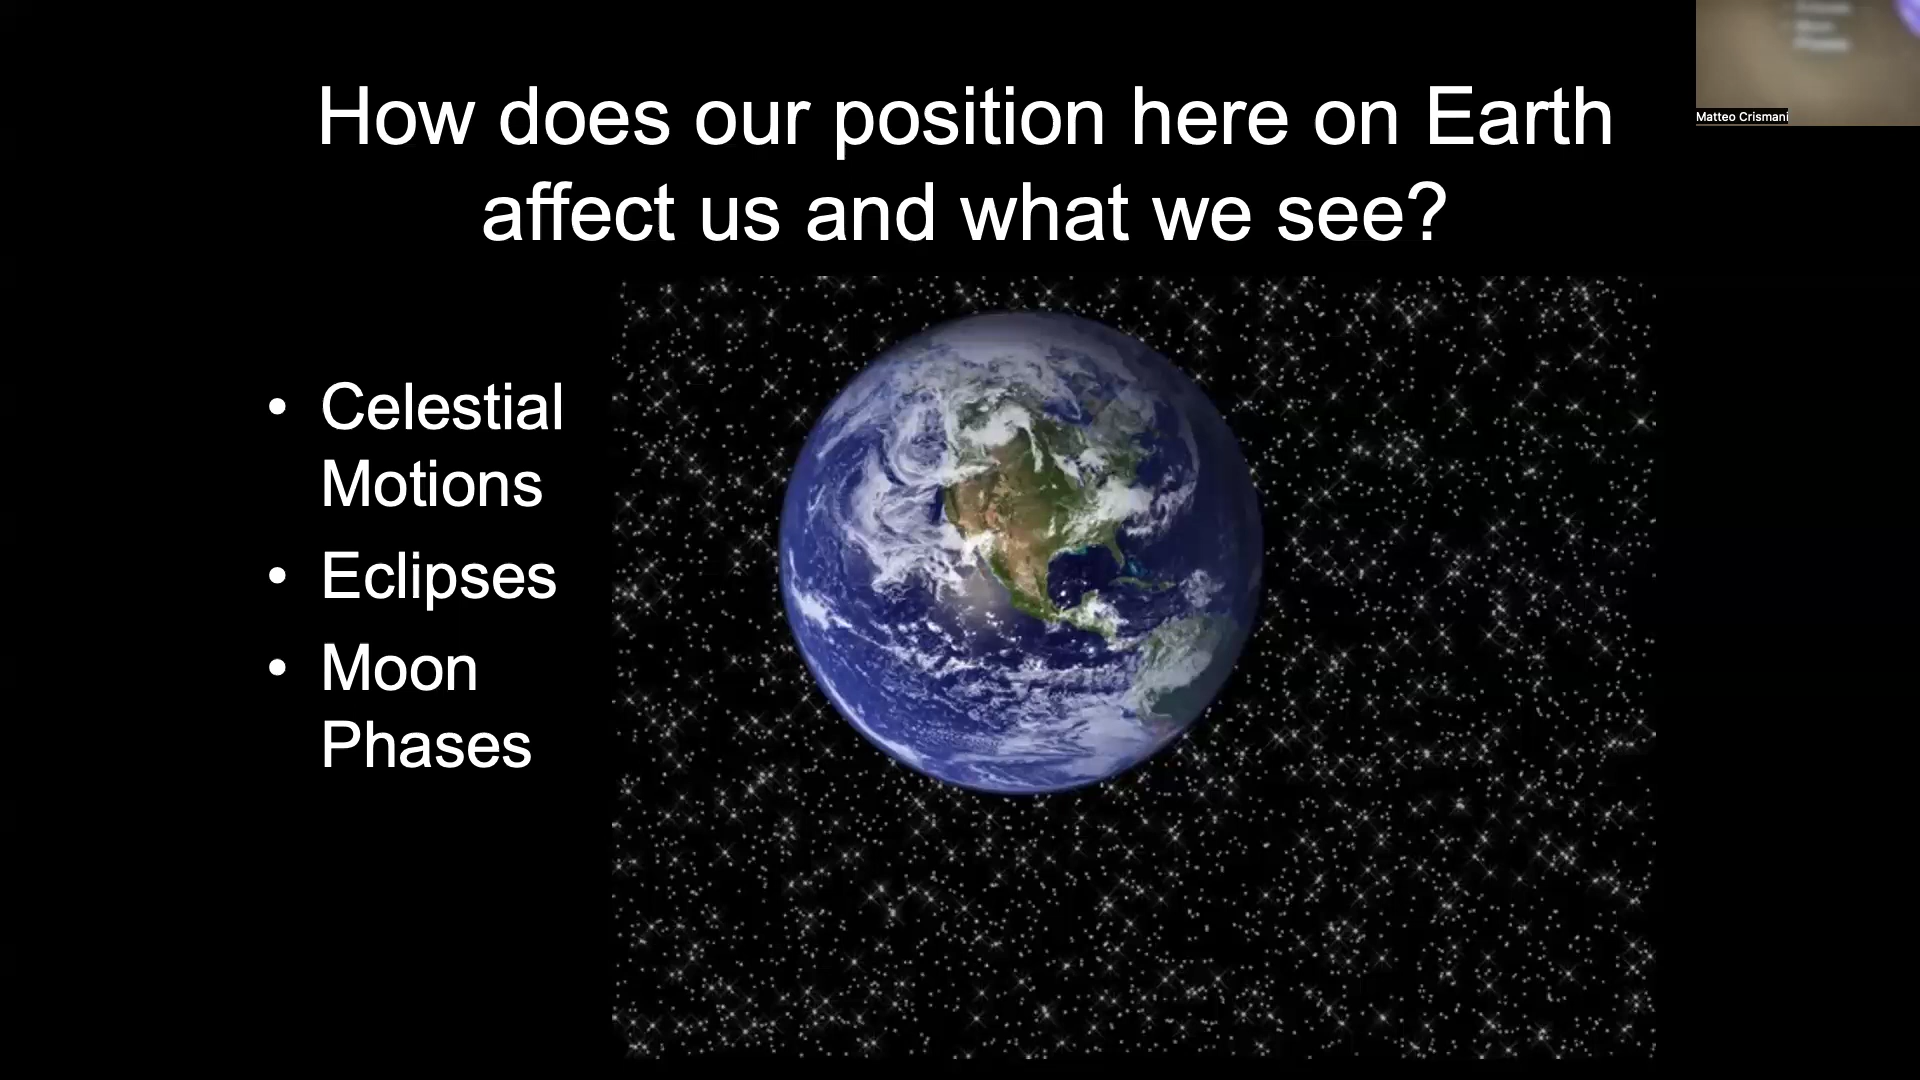 How does our position here on Earth
affect us and what we see?
• Celestial
Motions
• Eclipses
• Moon
Phases
Matteo Crismani